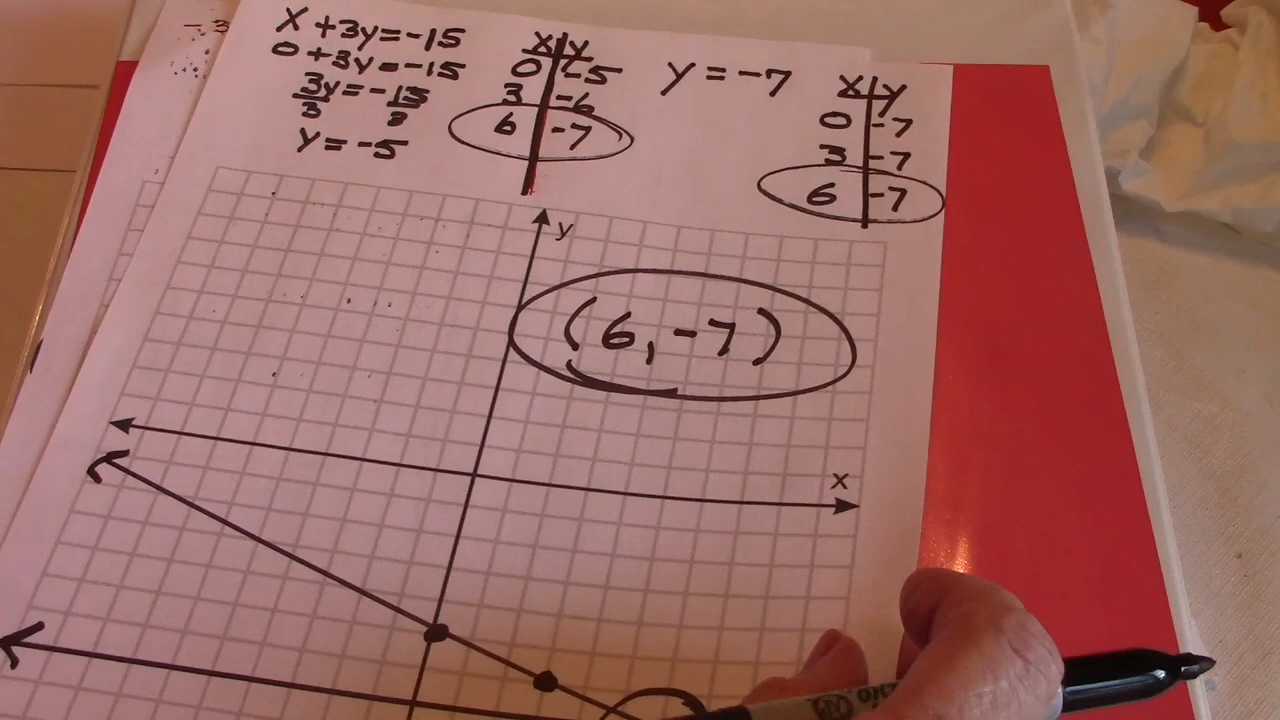 x + 3y = -15
0 + 3y = -15
3y = -15
3 3
y = -5
x y
0 -5
3 -6
6 -7
y = -7
x y
0 -7
3 -7
6 -7
y
(6, -7)
x